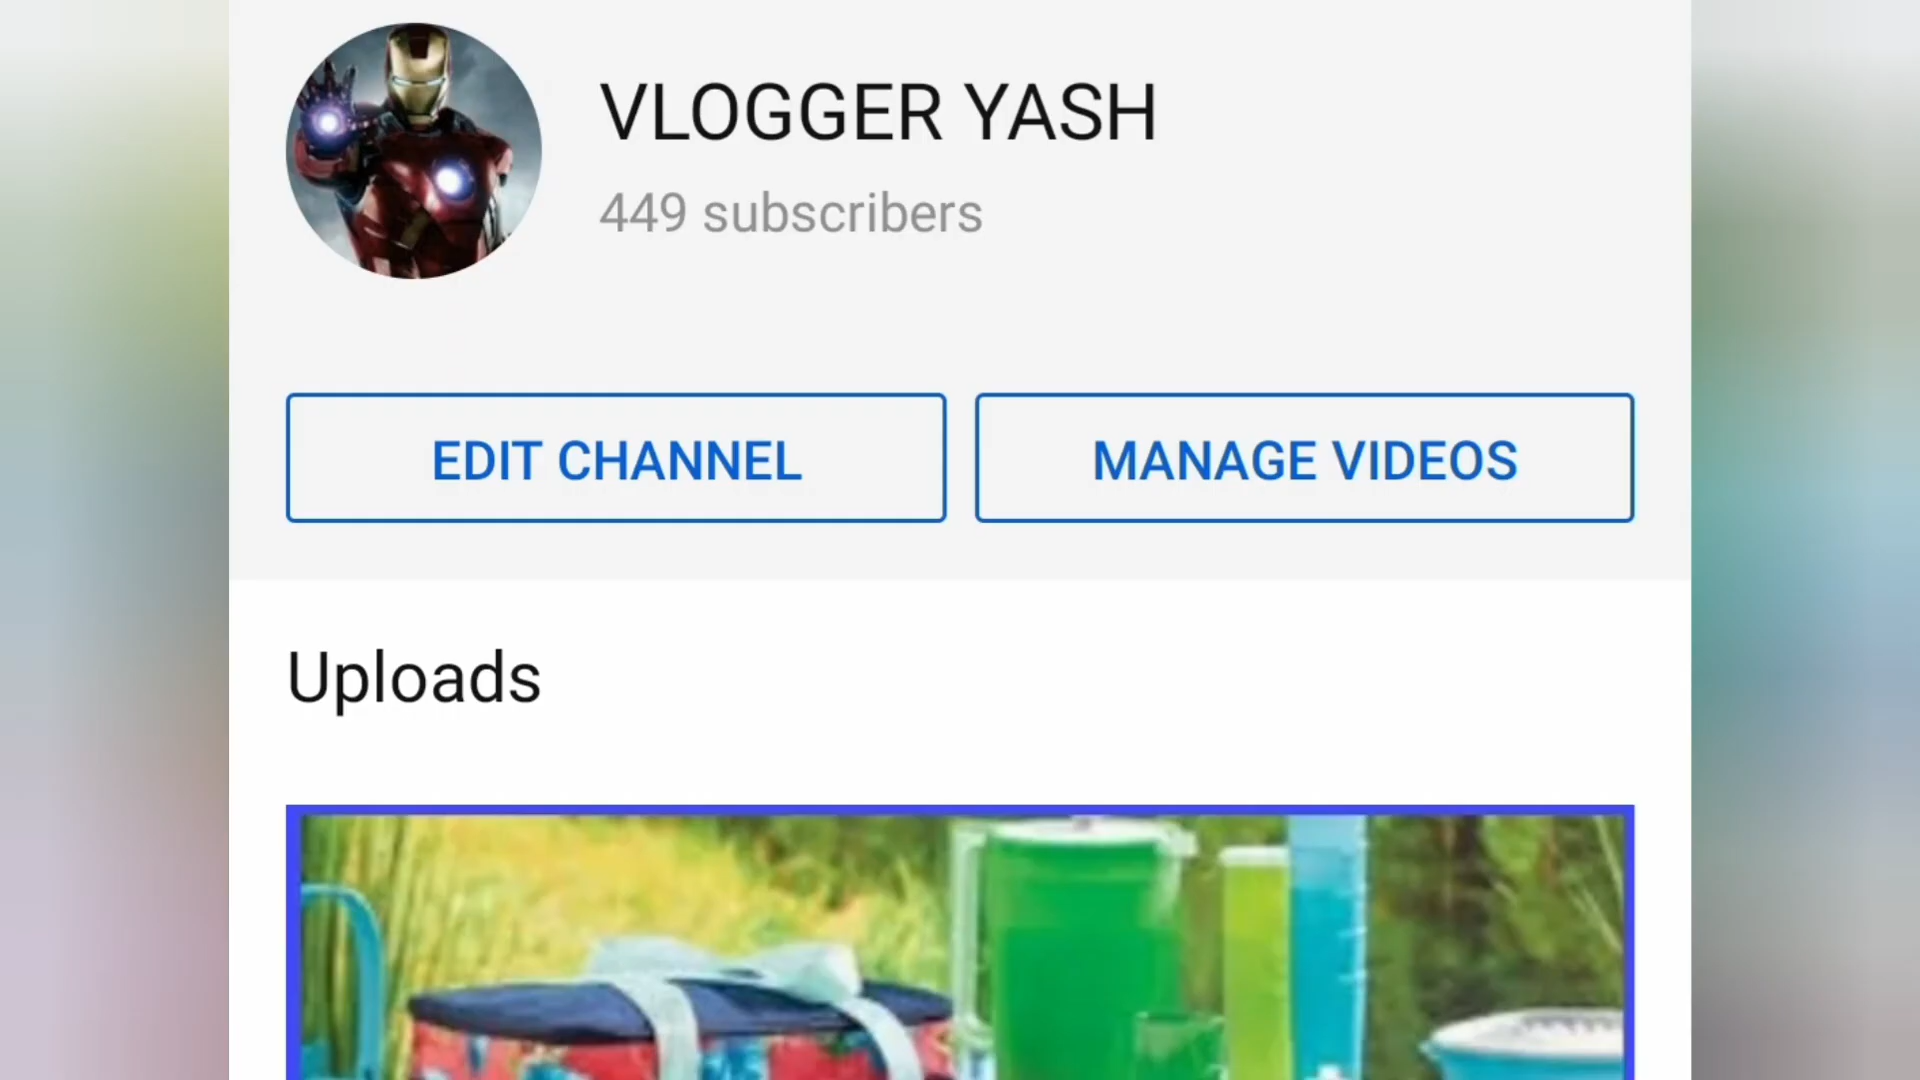 VLOGGER YASH
449 subscribers
EDIT CHANNEL
MANAGE VIDEOS
Uploads